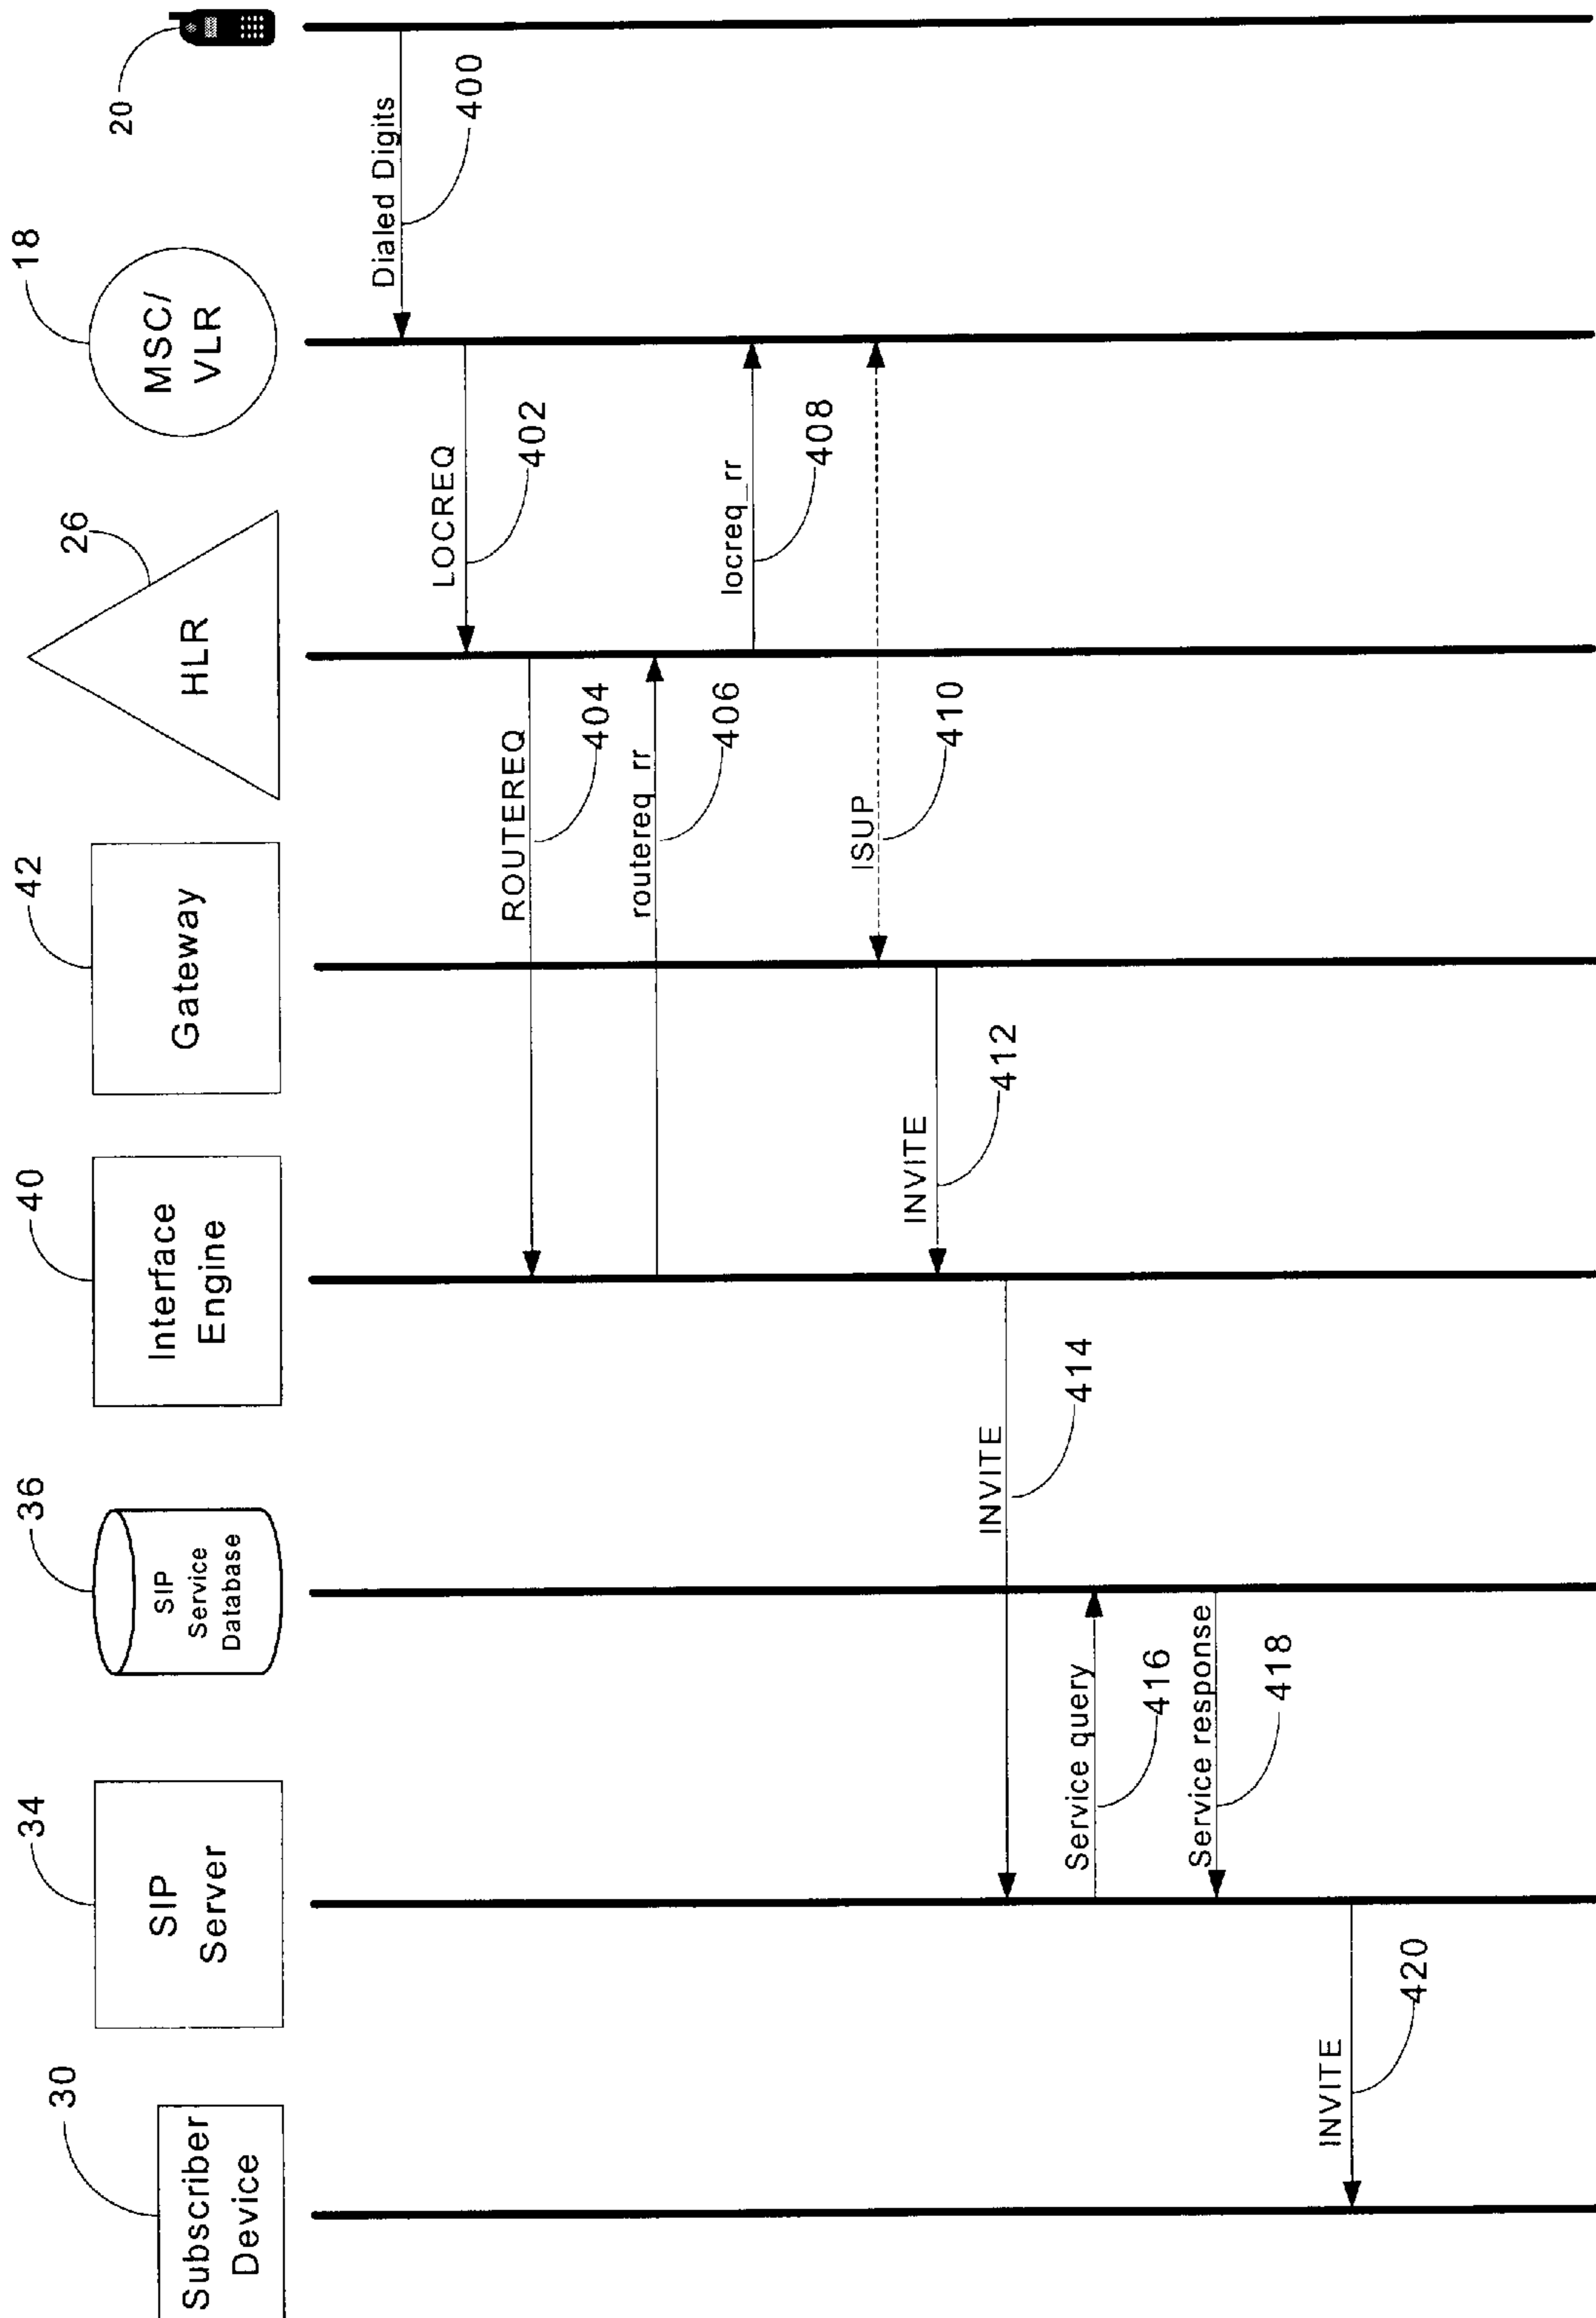 30
Subscriber
Device
34
SIP
Server
36
SIP
Service
Database
40
Interface
Engine
42
Gateway
26
HLR
18
MSC/
VLR
20
Dialed Digits
400
LOCREQ
402
ROUTEREQ
404
routereq_rr
406
locreq_rr
408
ISUP
410
INVITE
412
INVITE
414
Service query
416
Service response
418
INVITE
420